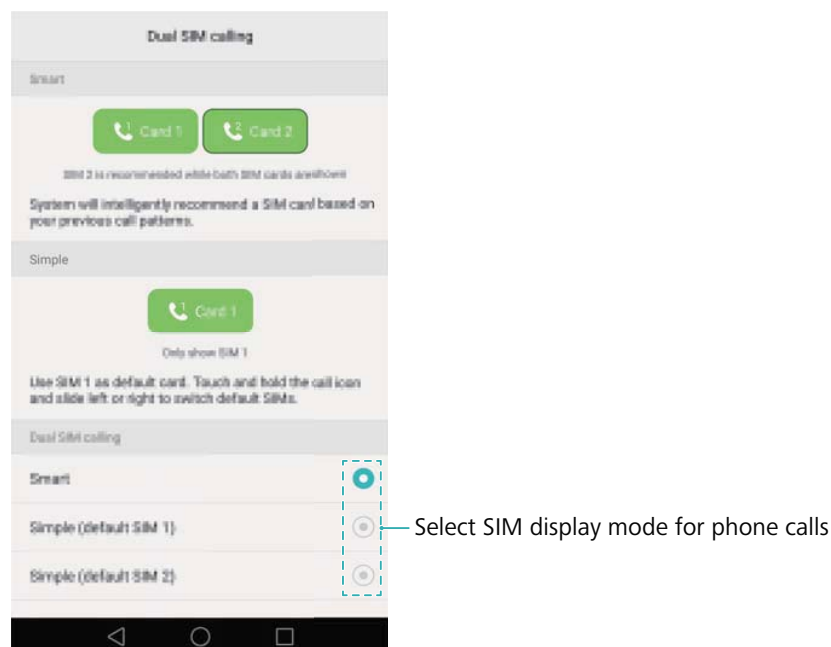 Dual SIM calling
Smart
1 Card 1
2 Card 2
SIM 2 is recommended while both SIM cards are shown
System will intelligently recommend a SIM card based on
your previous call patterns.
Simple
1 Card 1
Only show SIM 1
Use SIM 1 as default card. Touch and hold the call icon
and slide left or right to switch default SIMs.
Dual SIM calling
Smart
Simple (default SIM 1)
Select SIM display mode for phone calls
Simple (default SIM 2)